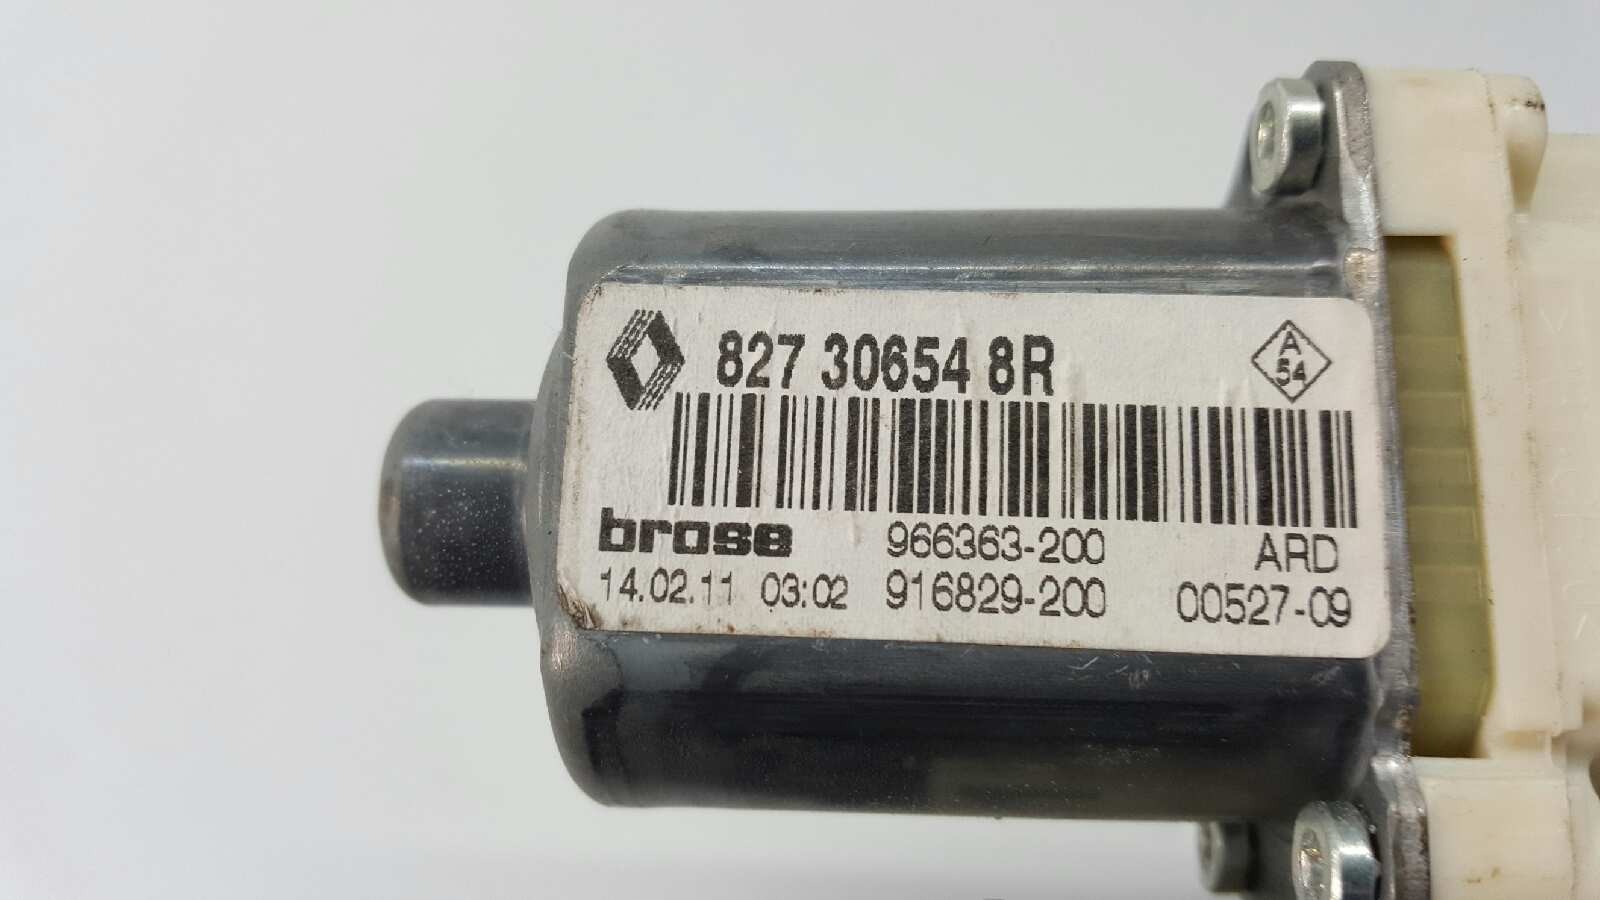 827 30654 8R
A
54
brose 966363-200 ARD
14.02.11 03:02 916829-200 00527-09